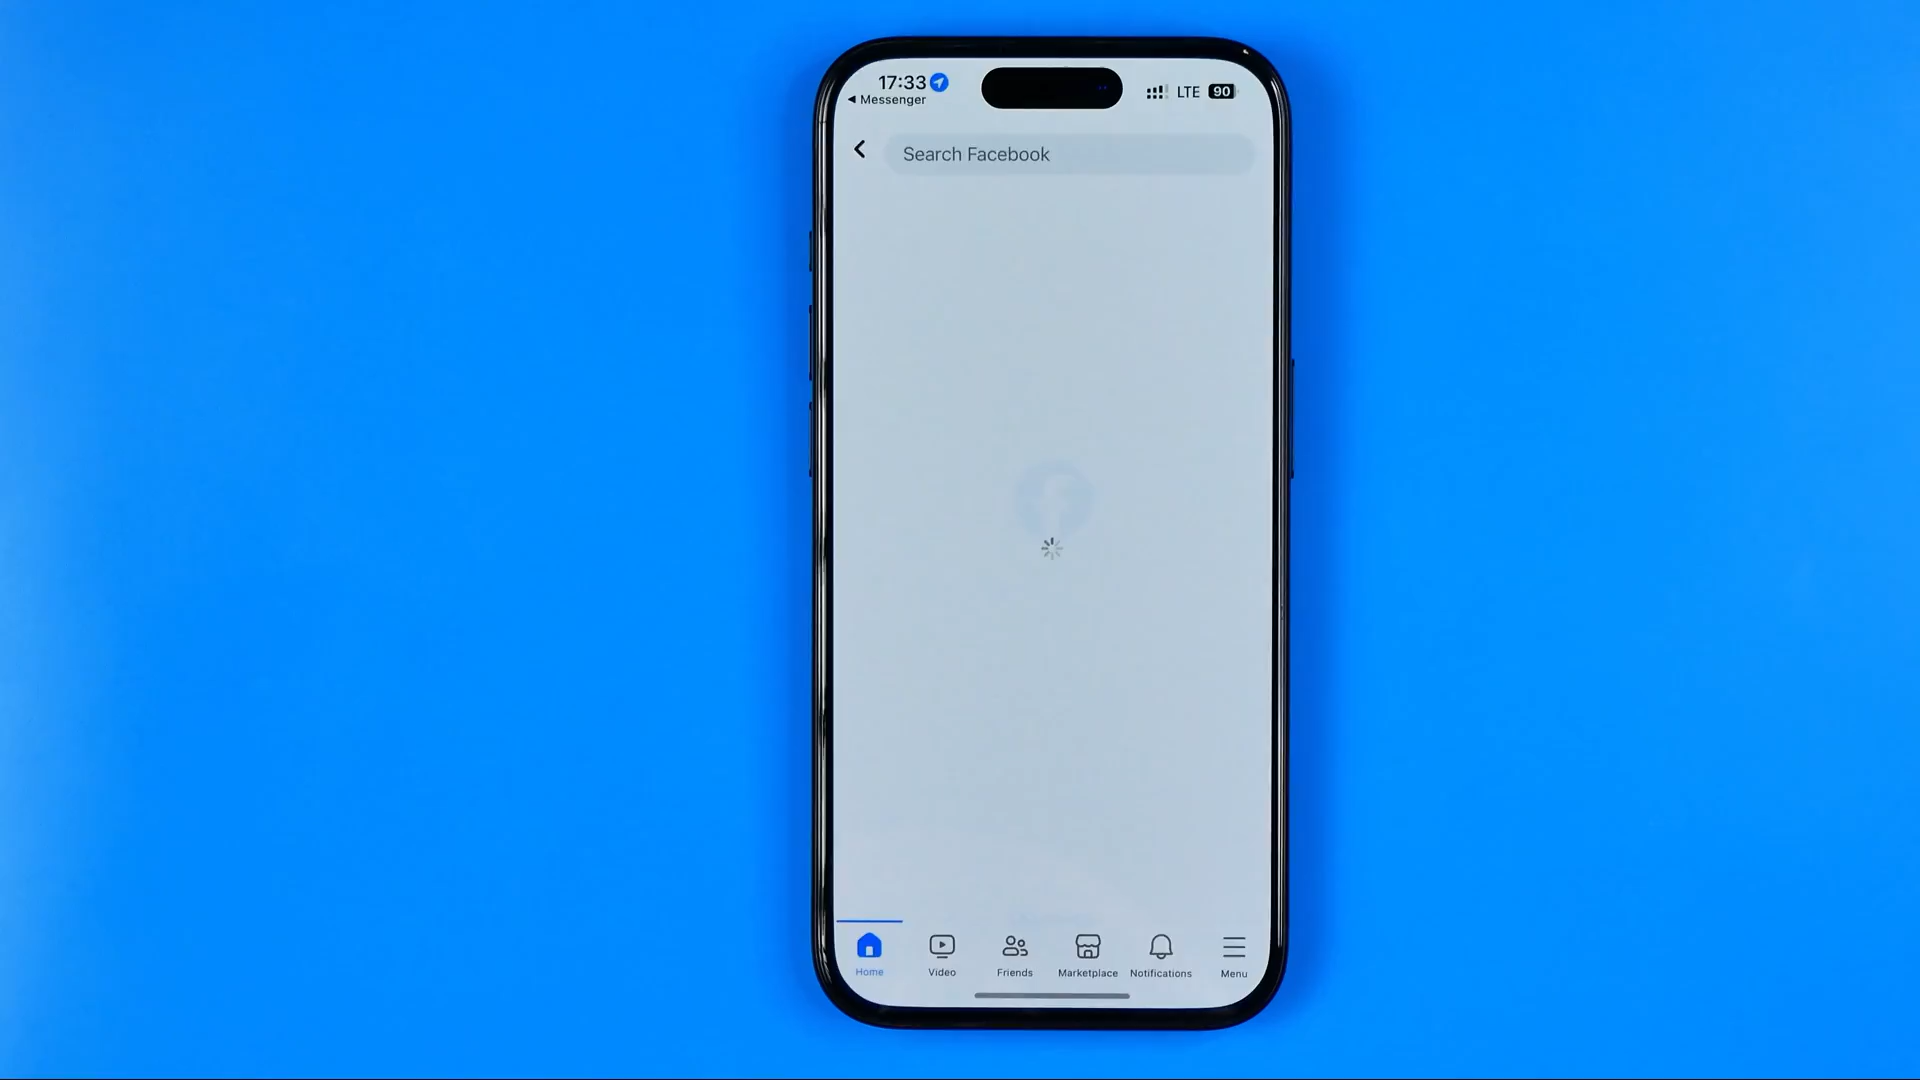 17:33
LTE 90
◀ Messenger
Search Facebook
Home Video Friends Marketplace Notifications Menu